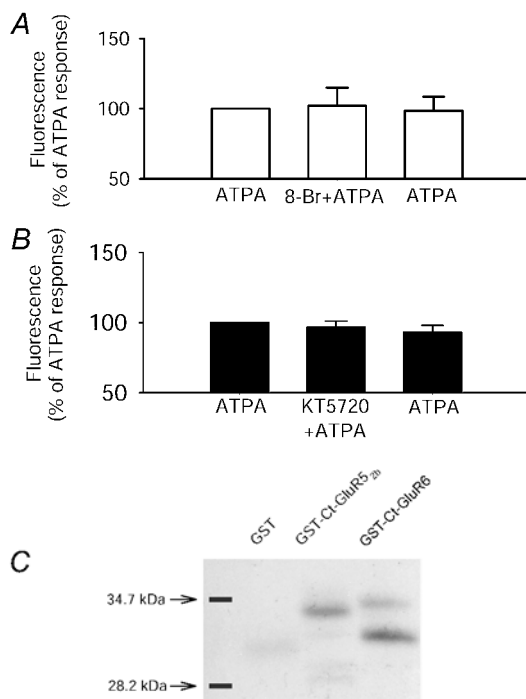 A
Fluorescence
(% of ATPA response)
150
100
50
ATPA
8-Br+ATPA
ATPA
B
Fluorescence
(% of ATPA response)
150
100
50
ATPA
KT5720
+ATPA
ATPA
C
GST
GST-Ct-GluR5₂b
GST-Ct-GluR6
34.7 kDa
28.2 kDa